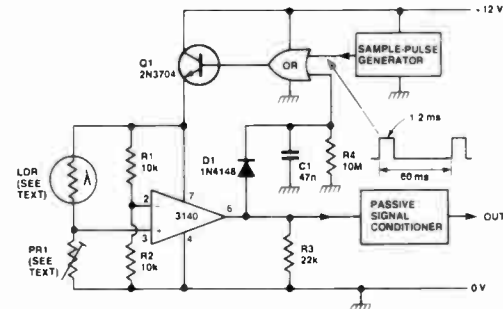 +12 V
Q1
2N3704
OR
SAMPLE-PULSE
GENERATOR
1.2 ms
60 ms
LDR
(SEE
TEXT)
λ
R1
10k
D1
1N4148
C1
47n
R4
10M
2
3
7
3140
6
4
-
+
PR1
(SEE
TEXT)
R2
10k
R3
22k
PASSIVE
SIGNAL
CONDITIONER
OUT
0 V